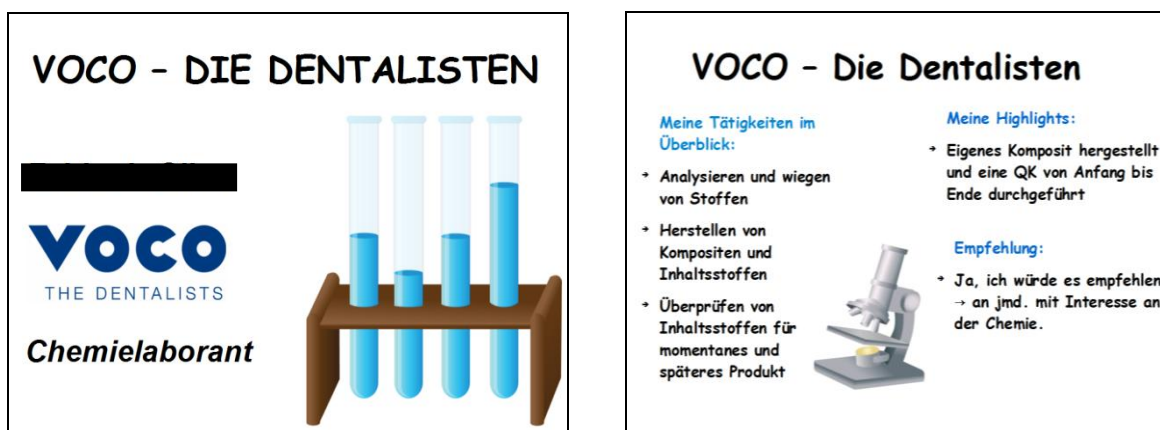 VOCO – DIE DENTALISTEN
VOCO
THE DENTALISTS
Chemielaborant
VOCO – Die Dentalisten
Meine Tätigkeiten im
Überblick:
→ Analysieren und wiegen
von Stoffen
→ Herstellen von
Kompositen und
Inhaltsstoffen
→ Überprüfen von
Inhaltsstoffen für
momentanes und
späteres Produkt
Meine Highlights:
→ Eigenes Komposit hergestellt
und eine QK von Anfang bis
Ende durchgeführt
Empfehlung:
→ Ja, ich würde es empfehlen
→ an jmd. mit Interesse an
der Chemie.